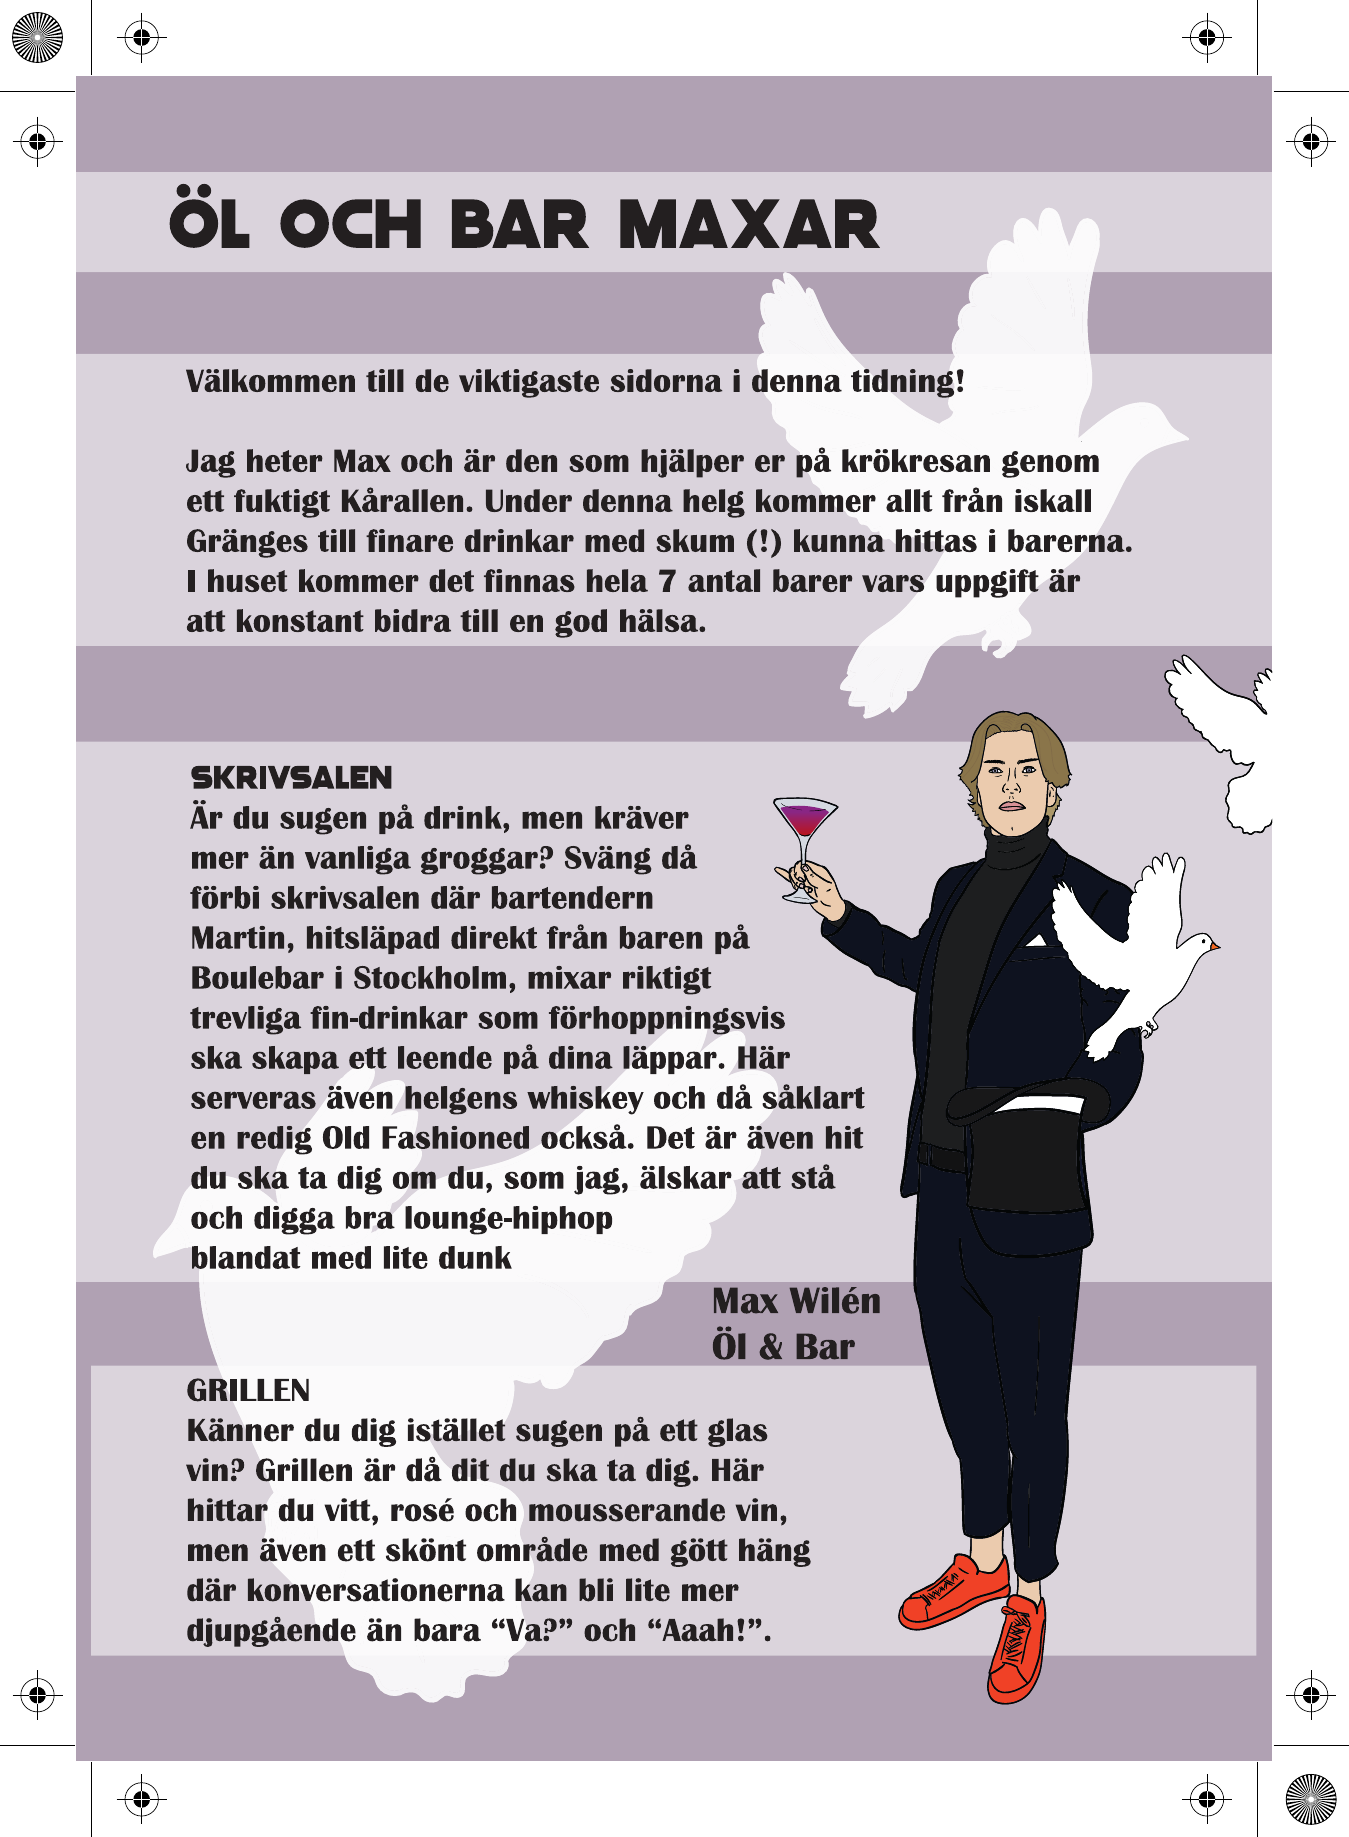 ÖL OCH BAR MAXAR
Välkommen till de viktigaste sidorna i denna tidning!
Jag heter Max och är den som hjälper er på krökresan genom
ett fuktigt Kårallen. Under denna helg kommer allt från iskall
Gränges till finare drinkar med skum (!) kunna hittas i barerna.
I huset kommer det finnas hela 7 antal barer vars uppgift är
att konstant bidra till en god hälsa.
SKRIVSALEN
Är du sugen på drink, men kräver
mer än vanliga groggar? Sväng då
förbi skrivsalen där bartendern
Martin, hitsläpad direkt från baren på
Boulebar i Stockholm, mixar riktigt
trevliga fin-drinkar som förhoppningsvis
ska skapa ett leende på dina läppar. Här
serveras även helgens whiskey och då såklart
en redig Old Fashioned också. Det är även hit
du ska ta dig om du, som jag, älskar att stå
och digga bra lounge-hiphop
blandat med lite dunk
Max Wilén
Öl & Bar
GRILLEN
Känner du dig istället sugen på ett glas
vin? Grillen är då dit du ska ta dig. Här
hittar du vitt, rosé och mousserande vin,
men även ett skönt område med gött häng
där konversationerna kan bli lite mer
djupgående än bara “Va?” och “Aaah!”.